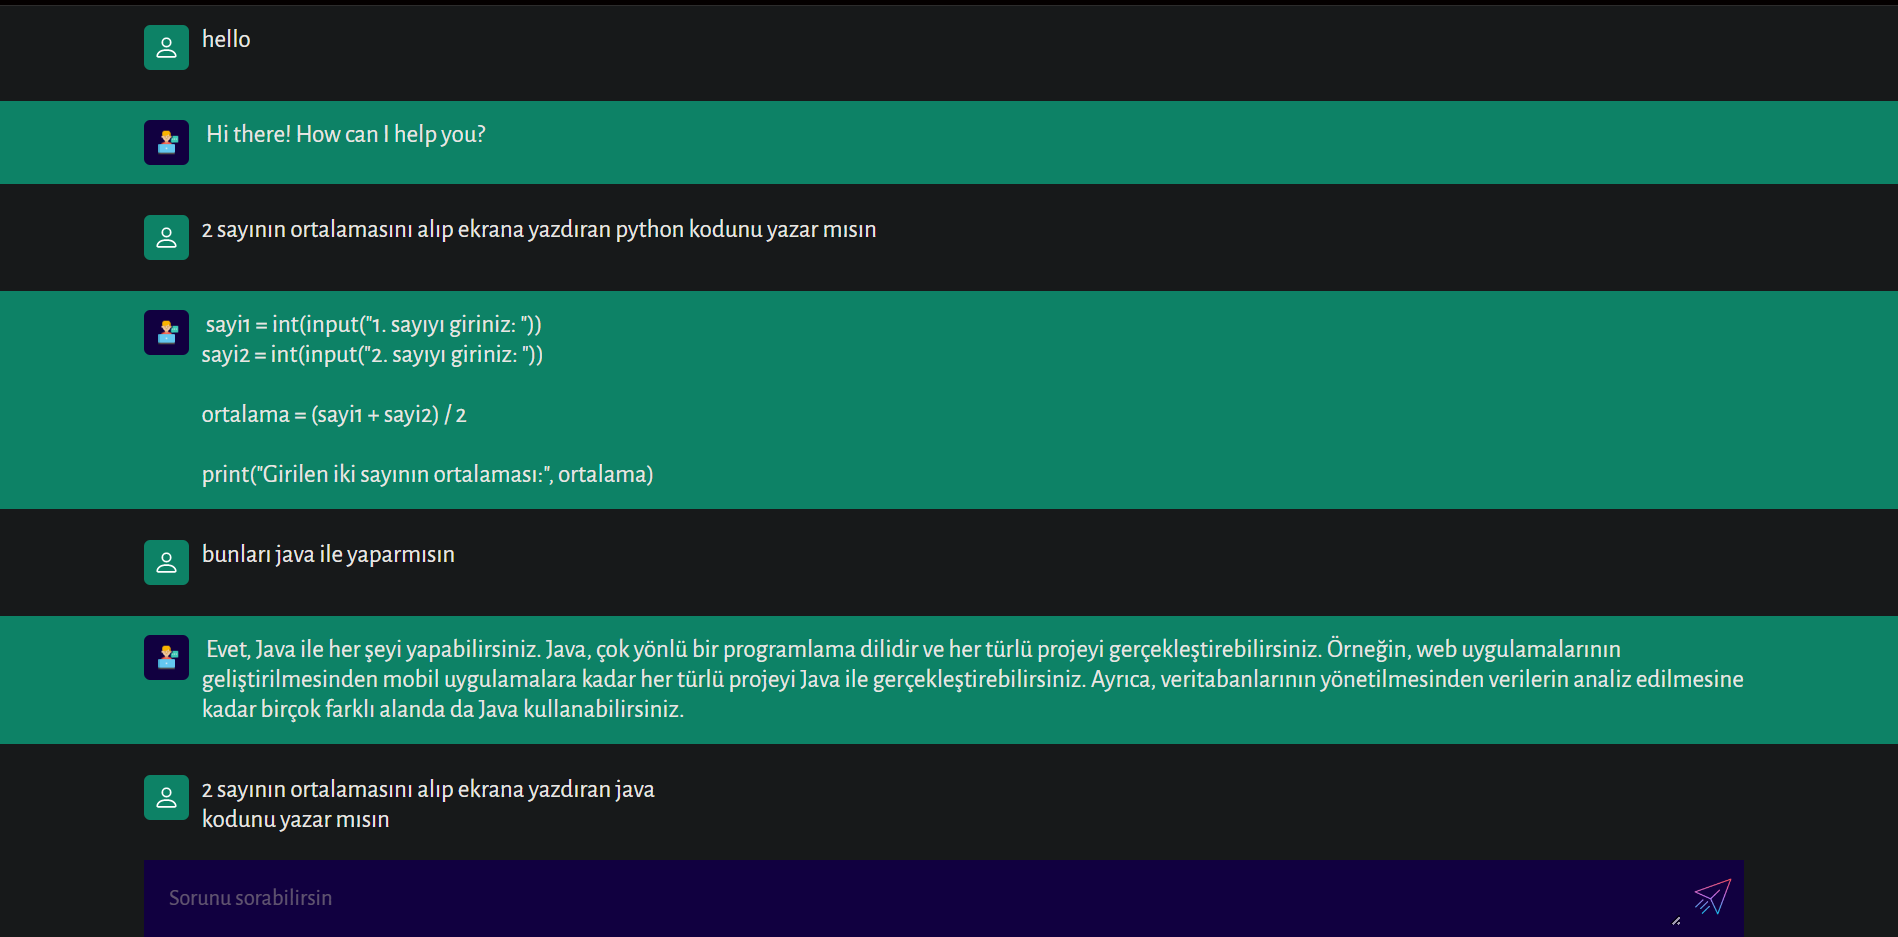 hello
Hi there! How can I help you?
2 sayının ortalamasını alıp ekrana yazdıran python kodunu yazar mısın
sayi1 = int(input("1. sayıyı giriniz: "))
sayi2 = int(input("2. sayıyı giriniz: "))
ortalama = (sayi1 + sayi2) / 2
print("Girilen iki sayının ortalaması:", ortalama)
bunları java ile yaparmısın
Evet, Java ile her şeyi yapabilirsiniz. Java, çok yönlü bir programlama dilidir ve her türlü projeyi gerçekleştirebilirsiniz. Örneğin, web uygulamalarının
geliştirilmesinden mobil uygulamalara kadar her türlü projeyi Java ile gerçekleştirebilirsiniz. Ayrıca, veritabanlarının yönetilmesinden verilerin analiz edilmesine
kadar birçok farklı alanda da Java kullanabilirsiniz.
2 sayının ortalamasını alıp ekrana yazdıran java
kodunu yazar mısın
Sorunu sorabilirsin